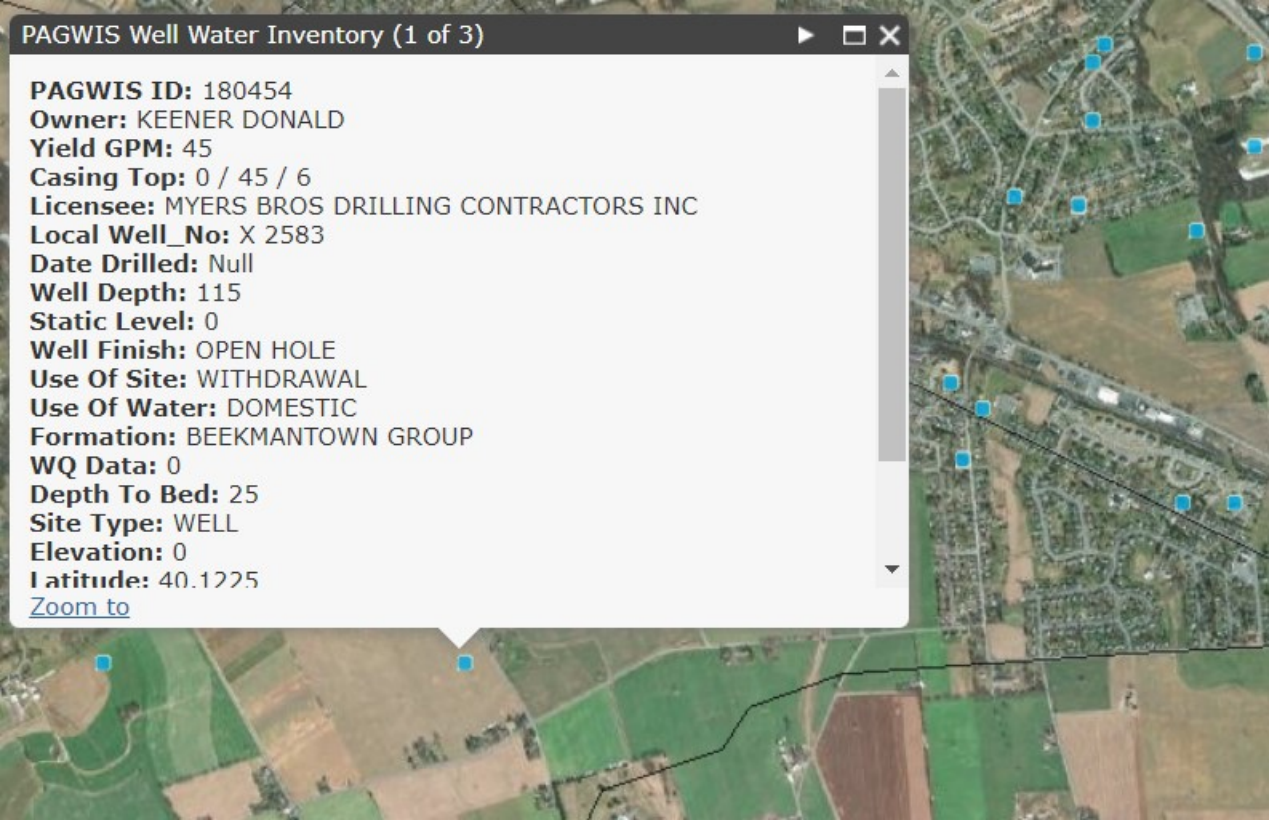 PAGWIS Well Water Inventory (1 of 3)
PAGWIS ID: 180454
Owner: KEENER DONALD
Yield GPM: 45
Casing Top: 0 / 45 / 6
Licensee: MYERS BROS DRILLING CONTRACTORS INC
Local Well_No: X 2583
Date Drilled: Null
Well Depth: 115
Static Level: 0
Well Finish: OPEN HOLE
Use Of Site: WITHDRAWAL
Use Of Water: DOMESTIC
Formation: BEEKMANTOWN GROUP
WQ Data: 0
Depth To Bed: 25
Site Type: WELL
Elevation: 0
Latitude: 40.1225
Zoom to